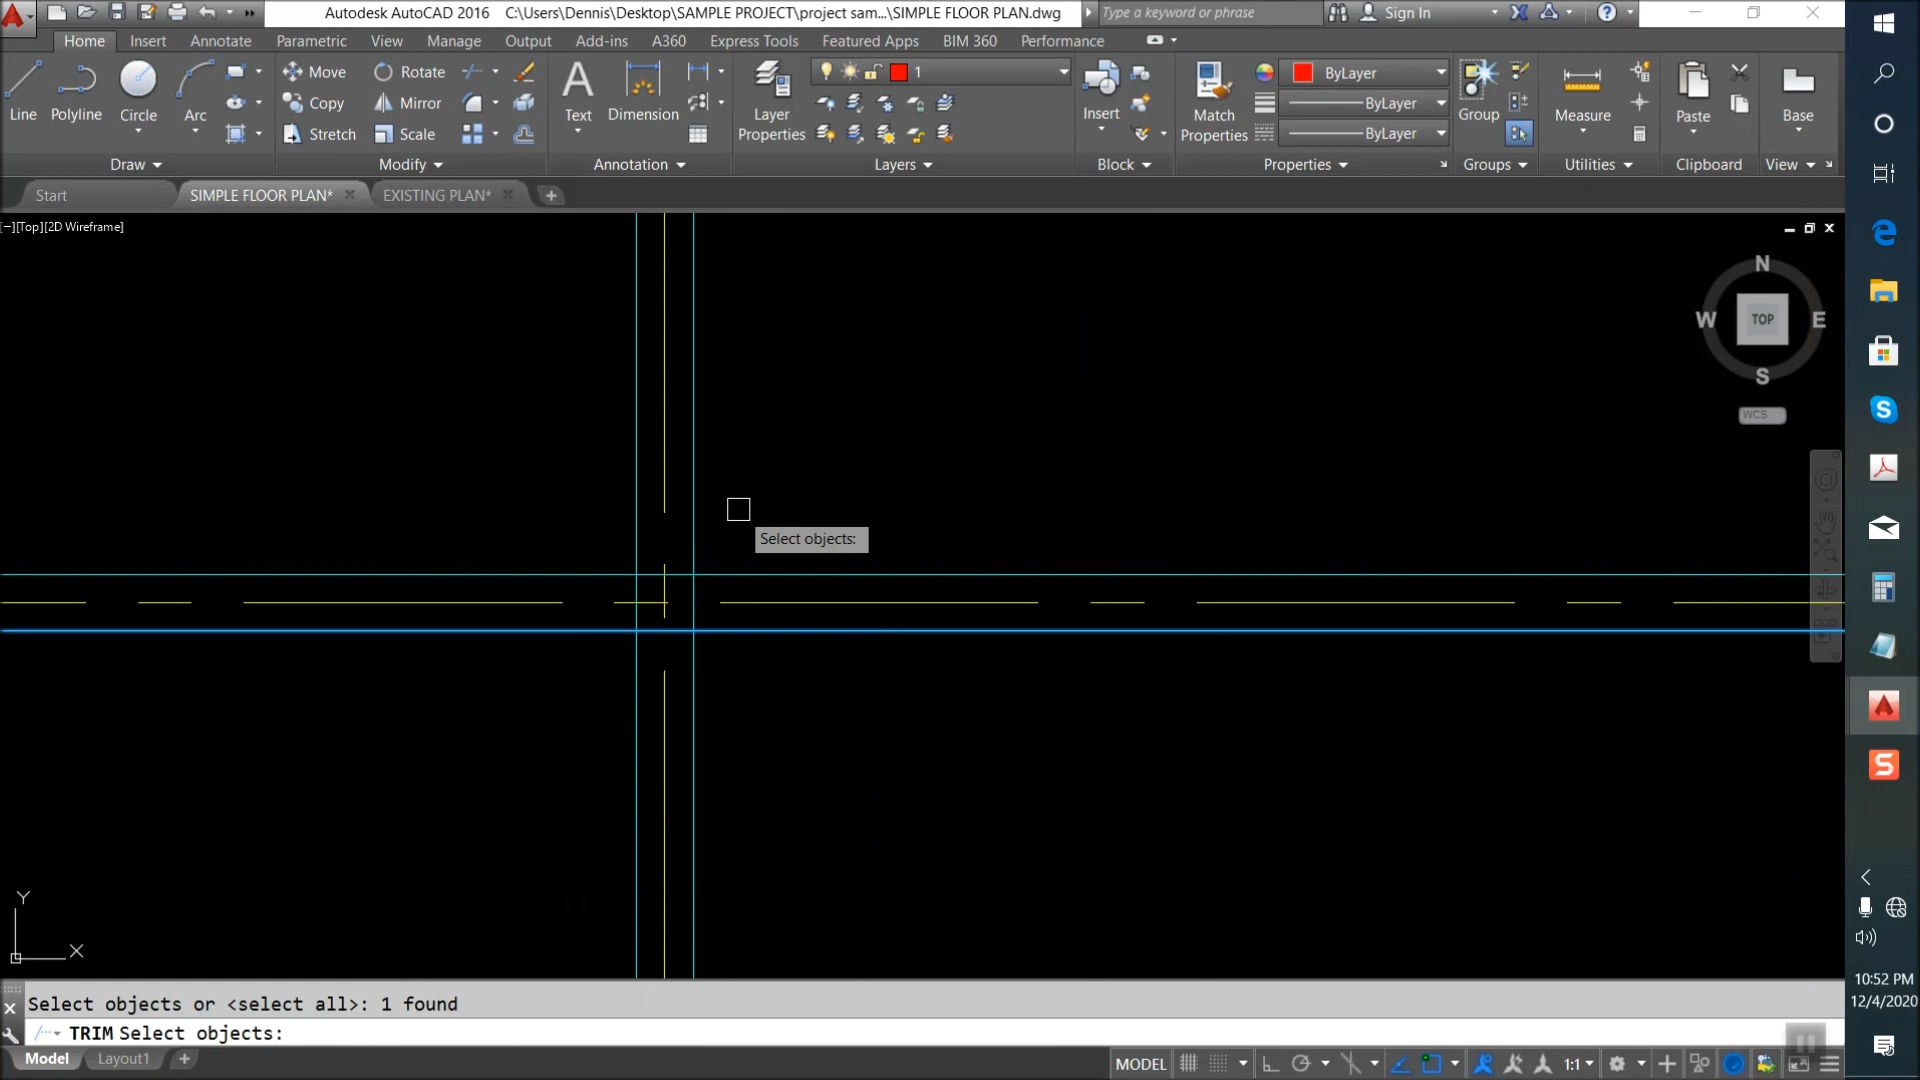 Autodesk AutoCAD 2016 C:\Users\Dennis\Desktop\SAMPLE PROJECT\project sam...\SIMPLE FLOOR PLAN.dwg
Type a keyword or phrase
Sign In
Home Insert Annotate Parametric View Manage Output Add-ins A360 Express Tools Featured Apps BIM 360 Performance
Line Polyline Circle Arc
Draw
Move Rotate
Copy Mirror
Stretch Scale
Modify
Text Dimension
Annotation
Layer
Properties
1
Layers
Insert
Block
Match
Properties
ByLayer
ByLayer
ByLayer
Properties
Group
Groups
Measure
Utilities
Paste
Clipboard
Base
View
Start SIMPLE FLOOR PLAN* EXISTING PLAN*
[−][Top][2D Wireframe]
N
W TOP E
S
WCS
Select objects:
Y
X
Select objects or <select all>: 1 found
TRIM Select objects:
Model Layout1
MODEL 1:1
10:52 PM
12/4/2020